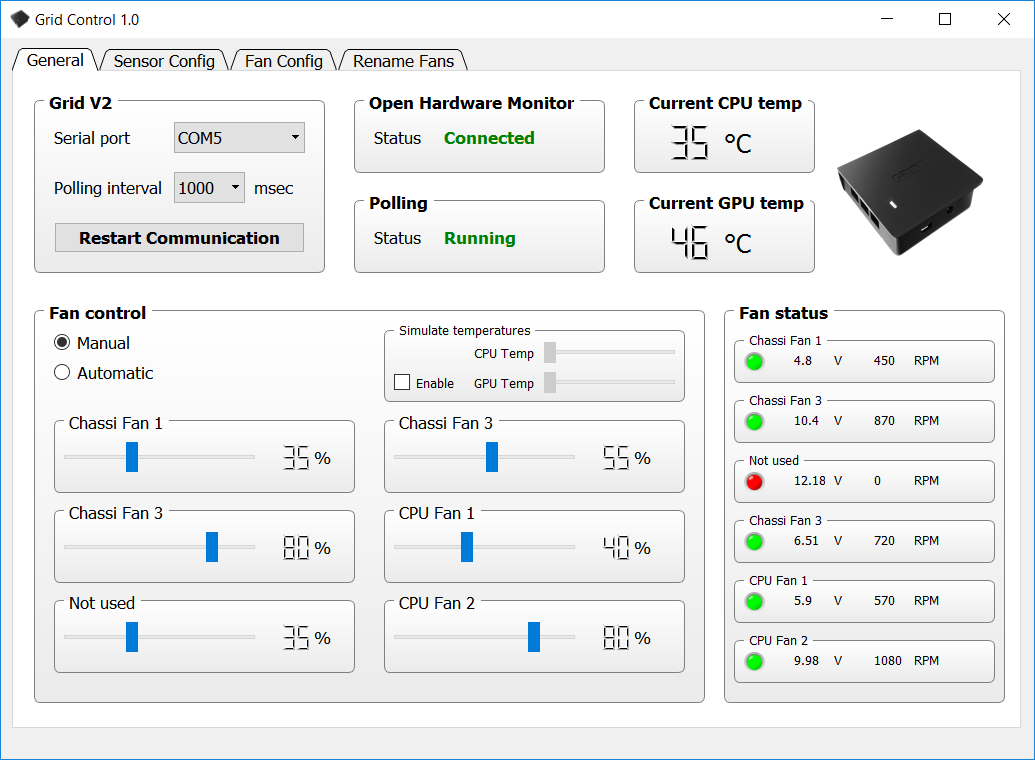 Grid Control 1.0
General
Sensor Config
Fan Config
Rename Fans
Grid V2
Serial port COM5
Polling interval 1000 msec
Restart Communication
Open Hardware Monitor
Status Connected
Polling
Status Running
Current CPU temp
35 °C
Current GPU temp
46 °C
Fan control
Manual
Automatic
Simulate temperatures
CPU Temp
Enable GPU Temp
Chassi Fan 1
35 %
Chassi Fan 3
55 %
Chassi Fan 3
80 %
CPU Fan 1
40 %
Not used
35 %
CPU Fan 2
80 %
Fan status
Chassi Fan 1
4.8 V 450 RPM
Chassi Fan 3
10.4 V 870 RPM
Not used
12.18 V 0 RPM
Chassi Fan 3
6.51 V 720 RPM
CPU Fan 1
5.9 V 570 RPM
CPU Fan 2
9.98 V 1080 RPM